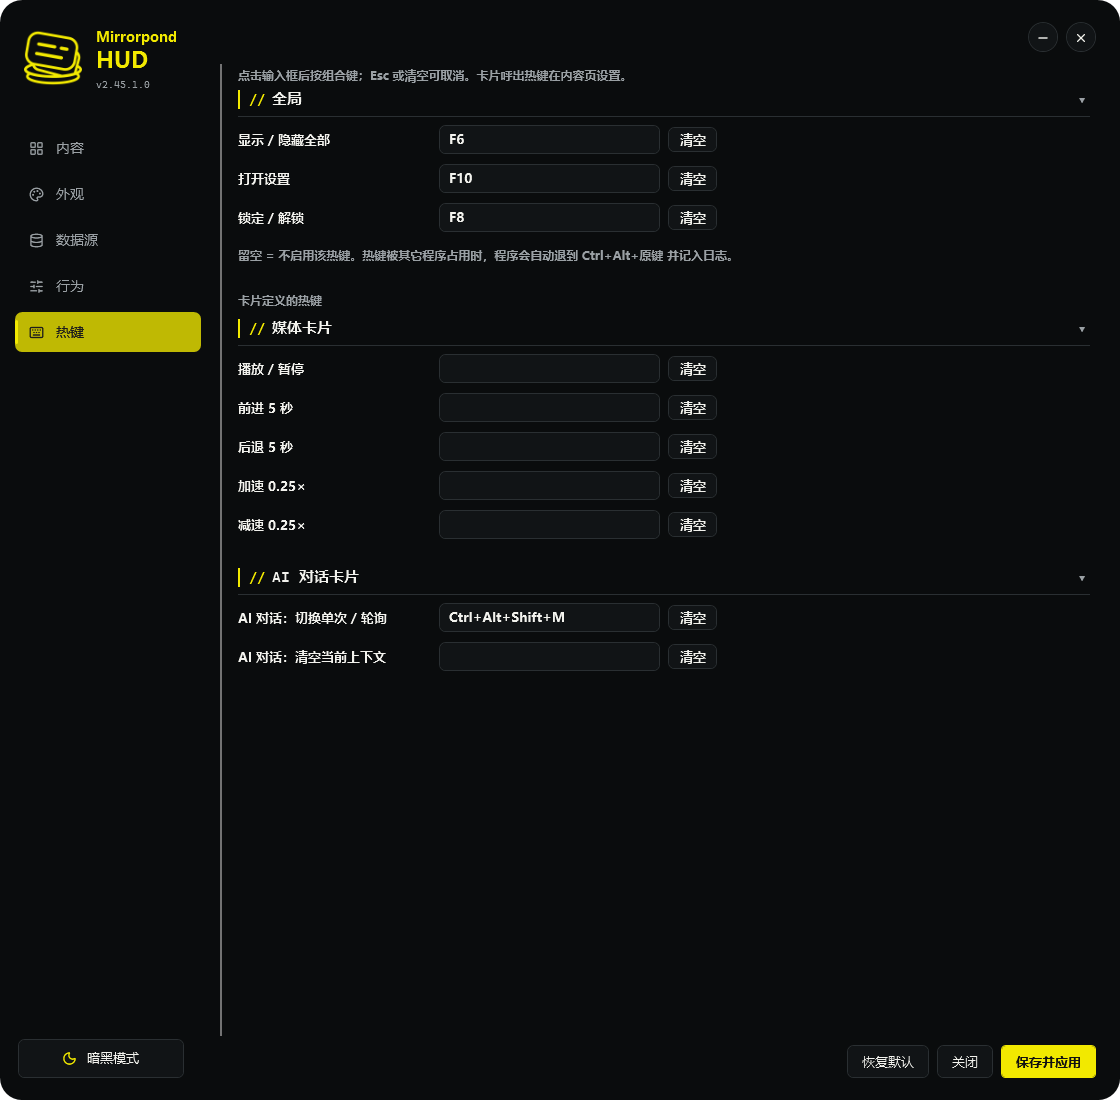 Mirrorpond
HUD
v2.45.1.0
内容
外观
数据源
行为
热键
暗黑模式
点击输入框后按组合键；Esc 或清空可取消。卡片呼出热键在内容页设置。
// 全局 ▼
显示 / 隐藏全部 F6 清空
打开设置 F10 清空
锁定 / 解锁 F8 清空
留空 = 不启用该热键。热键被其它程序占用时，程序会自动退到 Ctrl+Alt+原键 并记入日志。
卡片定义的热键
// 媒体卡片 ▼
播放 / 暂停 清空
前进 5 秒 清空
后退 5 秒 清空
加速 0.25× 清空
减速 0.25× 清空
// AI 对话卡片 ▼
AI 对话：切换单次 / 轮询 Ctrl+Alt+Shift+M 清空
AI 对话：清空当前上下文 清空
恢复默认 关闭 保存并应用